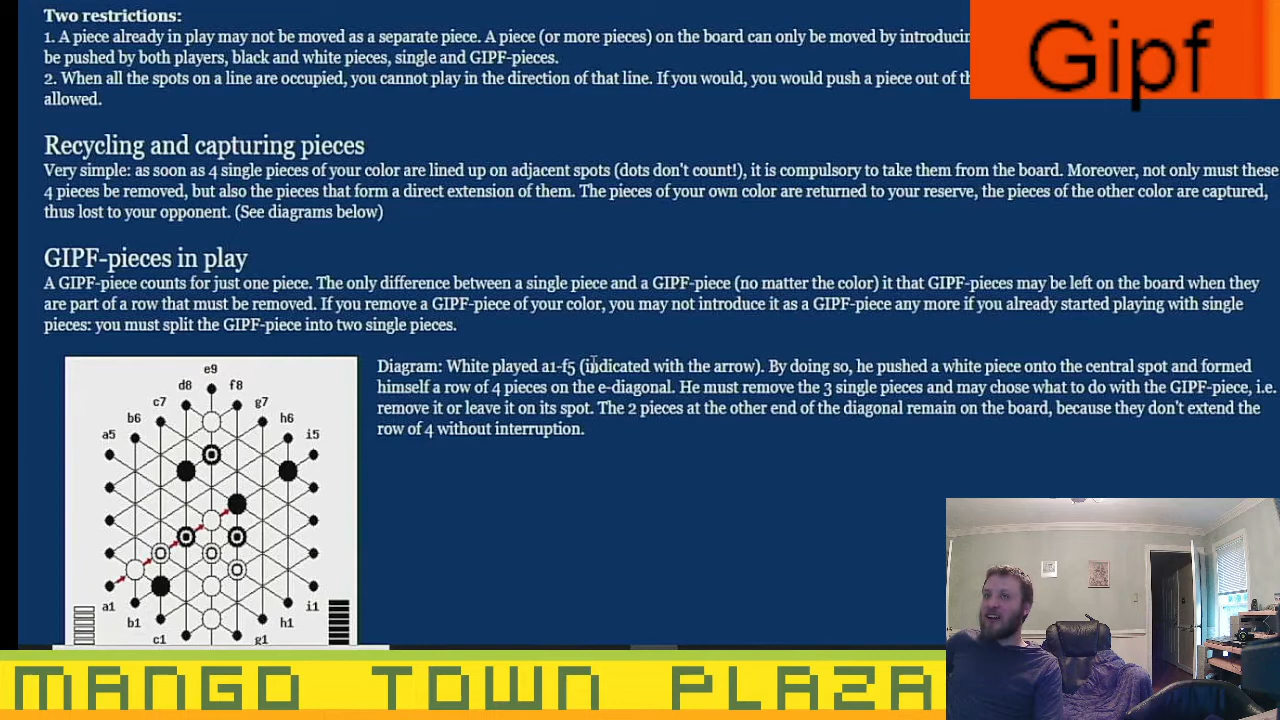 Two restrictions:
1. A piece already in play may not be moved as a separate piece. A piece (or more pieces) on the board can only be moved by
be pushed by both players, black and white pieces, single and GIPF-pieces.
2. When all the spots on a line are occupied, you cannot play in the direction of that line. If you would, you would push a piece out of
allowed.
Gipf
Recycling and capturing pieces
Very simple: as soon as 4 single pieces of your color are lined up on adjacent spots (dots don't count!), it is compulsory to take them from the board. Moreover, not only must these
4 pieces be removed, but also the pieces that form a direct extension of them. The pieces of your own color are returned to your reserve, the pieces of the other color are captured,
thus lost to your opponent. (See diagrams below)
GIPF-pieces in play
A GIPF-piece counts for just one piece. The only difference between a single piece and a GIPF-piece (no matter the color) it that GIPF-pieces may be left on the board when they
are part of a row that must be removed. If you remove a GIPF-piece of your color, you may not introduce it as a GIPF-piece any more if you already started playing with single
pieces: you must split the GIPF-piece into two single pieces.
Diagram: White played a1-f5 (indicated with the arrow). By doing so, he pushed a white piece onto the central spot and formed
himself a row of 4 pieces on the e-diagonal. He must remove the 3 single pieces and may chose what to do with the GIPF-piece, i.e.
remove it or leave it on its spot. The 2 pieces at the other end of the diagonal remain on the board, because they don't extend the
row of 4 without interruption.
e9
d8 f8
c7 g7
b6 h6
a5 i5
a1 i1
b1 h1
c1 g1
MANGO TOWN PLAZA